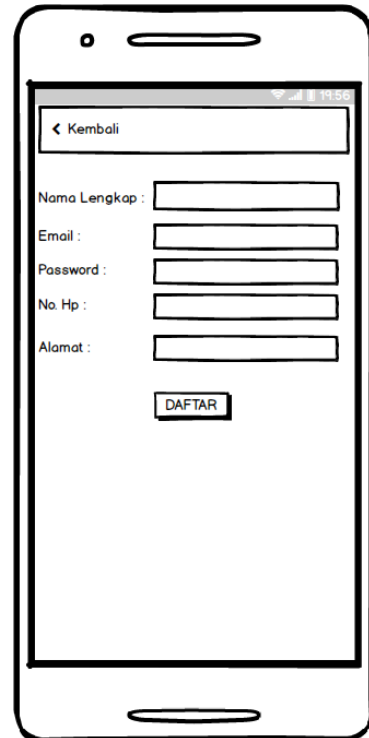 19:56
Kembali
Nama Lengkap :
Email :
Password :
No. Hp :
Alamat :
DAFTAR